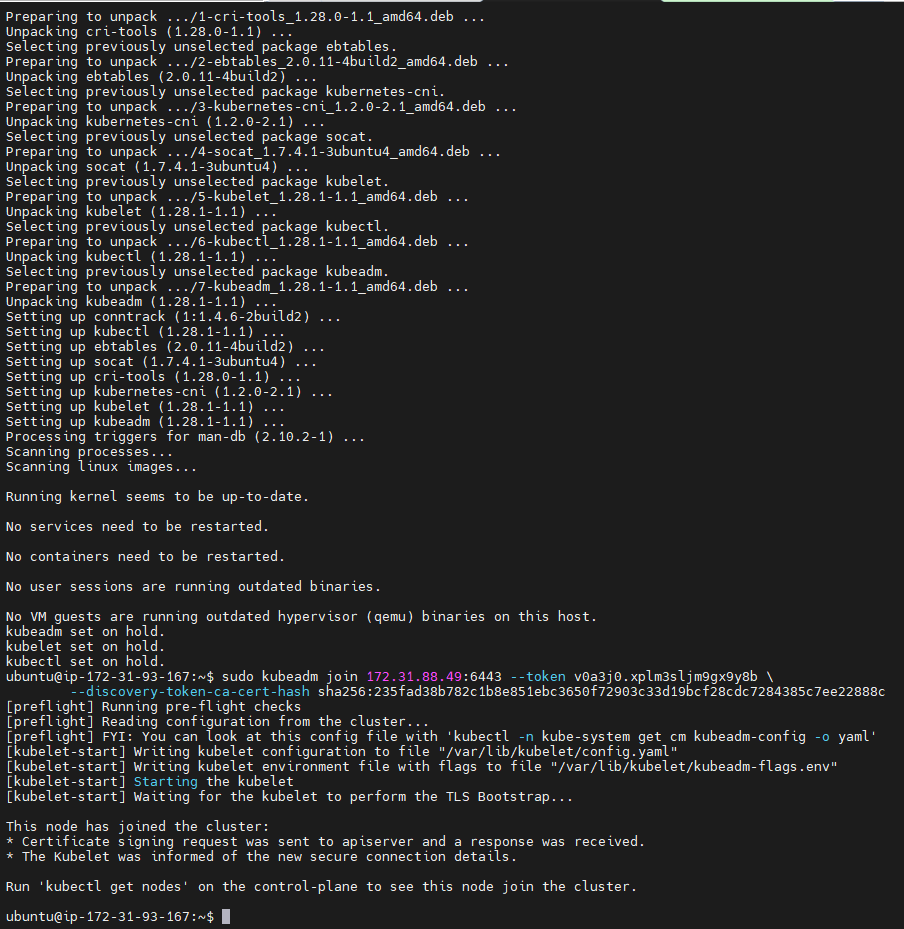 Preparing to unpack .../1-cri-tools_1.28.0-1.1_amd64.deb ...
Unpacking cri-tools (1.28.0-1.1) ...
Selecting previously unselected package ebtables.
Preparing to unpack .../2-ebtables_2.0.11-4build2_amd64.deb ...
Unpacking ebtables (2.0.11-4build2) ...
Selecting previously unselected package kubernetes-cni.
Preparing to unpack .../3-kubernetes-cni_1.2.0-2.1_amd64.deb ...
Unpacking kubernetes-cni (1.2.0-2.1) ...
Selecting previously unselected package socat.
Preparing to unpack .../4-socat_1.7.4.1-3ubuntu4_amd64.deb ...
Unpacking socat (1.7.4.1-3ubuntu4) ...
Selecting previously unselected package kubelet.
Preparing to unpack .../5-kubelet_1.28.1-1.1_amd64.deb ...
Unpacking kubelet (1.28.1-1.1) ...
Selecting previously unselected package kubectl.
Preparing to unpack .../6-kubectl_1.28.1-1.1_amd64.deb ...
Unpacking kubectl (1.28.1-1.1) ...
Selecting previously unselected package kubeadm.
Preparing to unpack .../7-kubeadm_1.28.1-1.1_amd64.deb ...
Unpacking kubeadm (1.28.1-1.1) ...
Setting up conntrack (1:1.4.6-2build2) ...
Setting up kubectl (1.28.1-1.1) ...
Setting up ebtables (2.0.11-4build2) ...
Setting up socat (1.7.4.1-3ubuntu4) ...
Setting up cri-tools (1.28.0-1.1) ...
Setting up kubernetes-cni (1.2.0-2.1) ...
Setting up kubelet (1.28.1-1.1) ...
Setting up kubeadm (1.28.1-1.1) ...
Processing triggers for man-db (2.10.2-1) ...
Scanning processes...
Scanning linux images...
Running kernel seems to be up-to-date.
No services need to be restarted.
No containers need to be restarted.
No user sessions are running outdated binaries.
No VM guests are running outdated hypervisor (qemu) binaries on this host.
kubeadm set on hold.
kubelet set on hold.
kubectl set on hold.
ubuntu@ip-172-31-93-167:~$ sudo kubeadm join 172.31.88.49:6443 --token v0a3j0.xplm3sljm9gx9y8b \
--discovery-token-ca-cert-hash sha256:235fad38b782c1b8e851ebc3650f72903c33d19bcf28cdc7284385c7ee22888c
[preflight] Running pre-flight checks
[preflight] Reading configuration from the cluster...
[preflight] FYI: You can look at this config file with 'kubectl -n kube-system get cm kubeadm-config -o yaml'
[kubelet-start] Writing kubelet configuration to file "/var/lib/kubelet/config.yaml"
[kubelet-start] Writing kubelet environment file with flags to file "/var/lib/kubelet/kubeadm-flags.env"
[kubelet-start] Starting the kubelet
[kubelet-start] Waiting for the kubelet to perform the TLS Bootstrap...
This node has joined the cluster:
* Certificate signing request was sent to apiserver and a response was received.
* The Kubelet was informed of the new secure connection details.
Run 'kubectl get nodes' on the control-plane to see this node join the cluster.
ubuntu@ip-172-31-93-167:~$